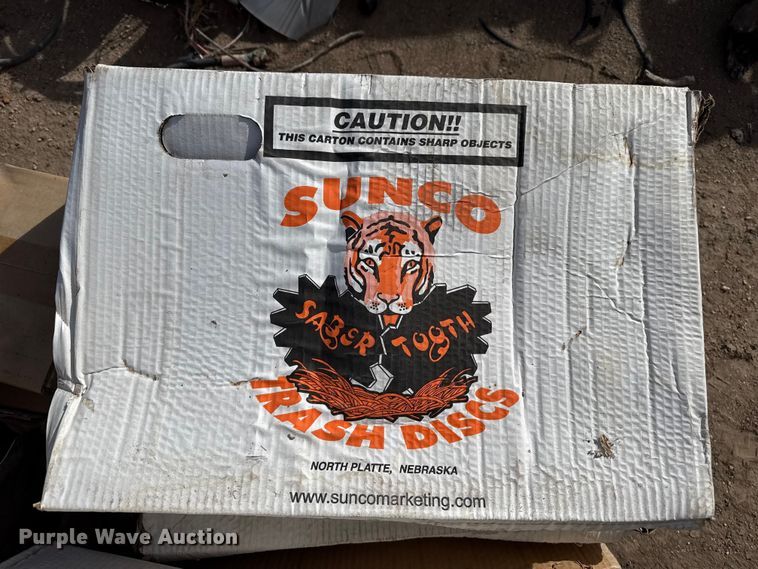 CAUTION!!
THIS CARTON CONTAINS SHARP OBJECTS
SUNCO
SABER TOOTH
TRASH DISCS
NORTH PLATTE, NEBRASKA
www.suncomarketing.com
Purple Wave Auction